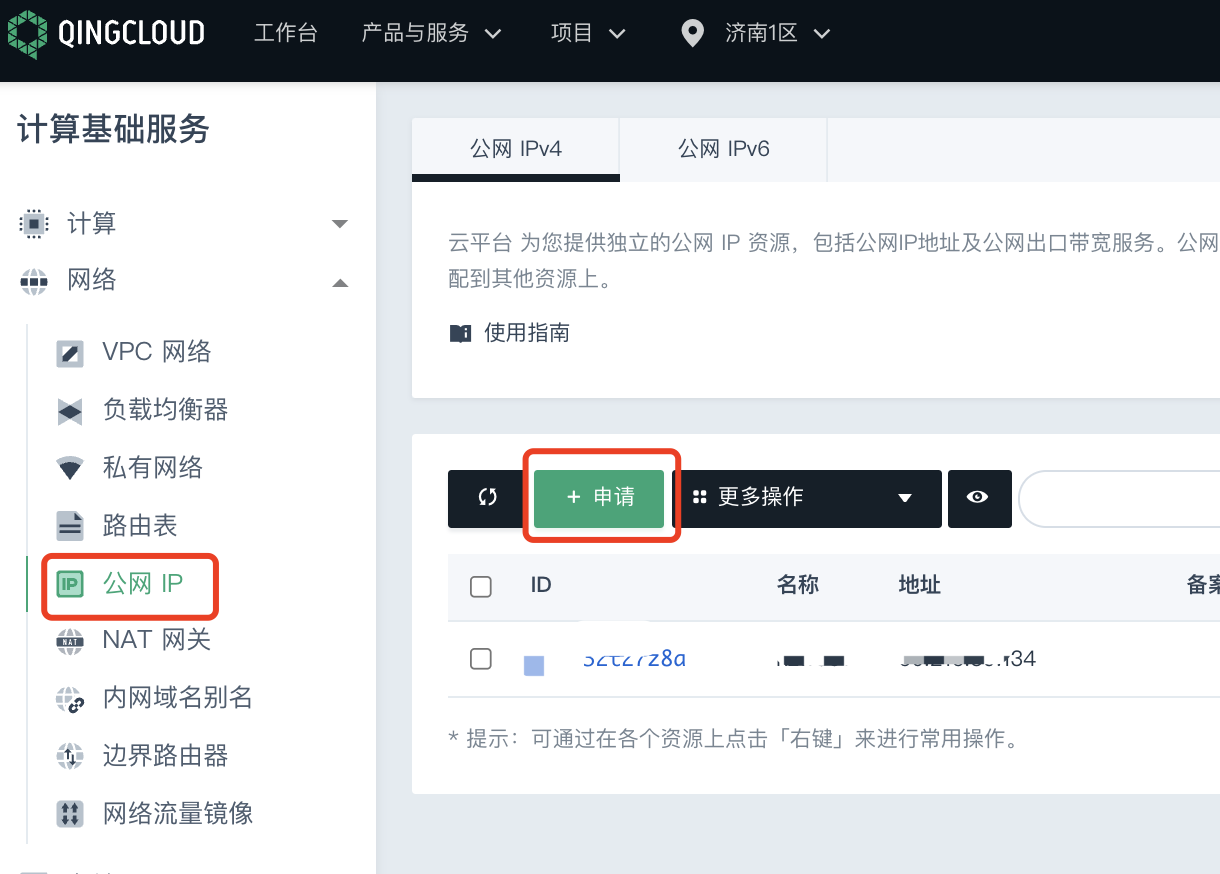 QINGCLOUD 工作台 产品与服务 项目 济南1区
计算基础服务
计算
网络
VPC 网络
负载均衡器
私有网络
路由表
IP 公网 IP
NAT NAT 网关
内网域名别名
边界路由器
网络流量镜像
公网 IPv4 公网 IPv6
云平台 为您提供独立的公网 IP 资源，包括公网IP地址及公网出口带宽服务。公网
配到其他资源上。
使用指南
+ 申请 更多操作
ID 名称 地址 备案
34
* 提示：可通过在各个资源上点击「右键」来进行常用操作。